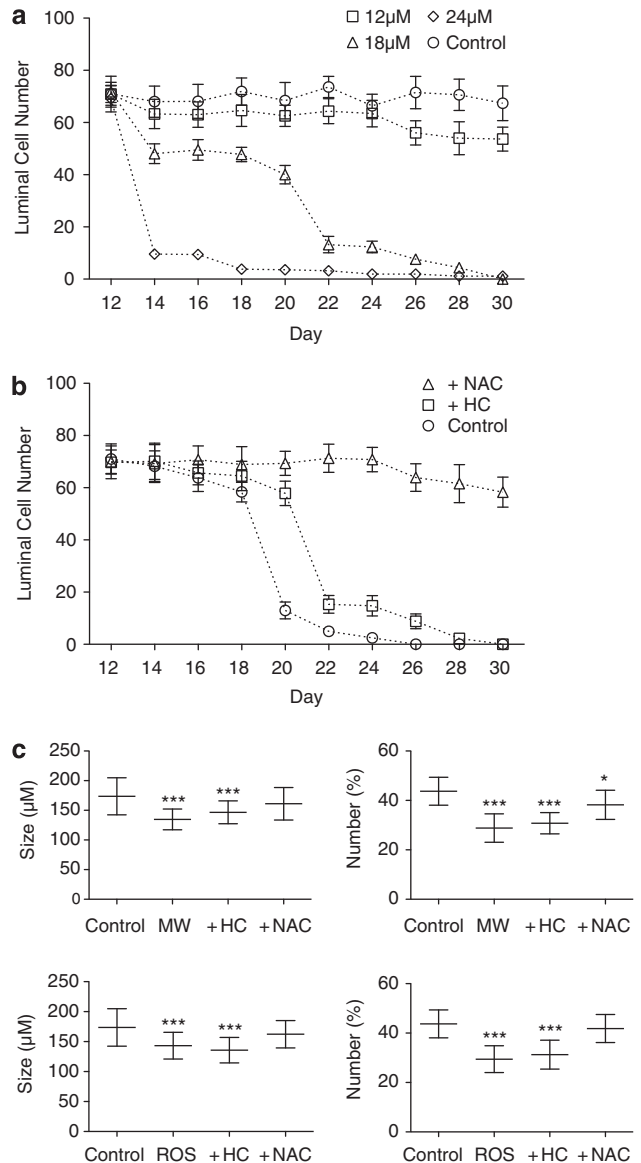 a
12µM 24µM
18µM Control
Luminal Cell Number
100
80
60
40
20
0
12 14 16 18 20 22 24 26 28 30
Day
b
+ NAC
+ HC
Control
Luminal Cell Number
100
80
60
40
20
0
12 14 16 18 20 22 24 26 28 30
Day
c
Size (µM)
250
200
150
100
50
0
*** ***
Control MW +HC +NAC
Number (%)
60
40
20
0
*** *** *
Control MW +HC +NAC
Size (µM)
250
200
150
100
50
0
*** ***
Control ROS +HC +NAC
Number (%)
60
40
20
0
*** ***
Control ROS +HC +NAC